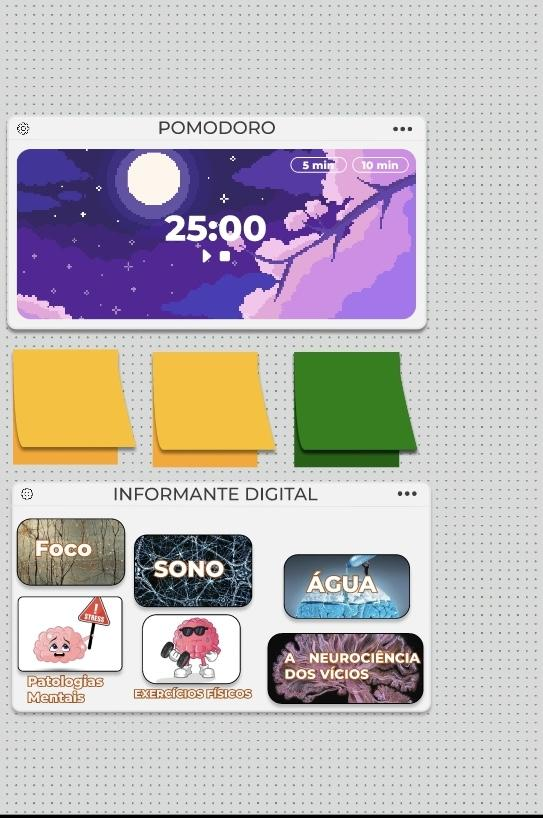 POMODORO
5 min
10 min
25:00
INFORMANTE DIGITAL
Foco
SONO
ÁGUA
!
STRESS
A NEUROCIÊNCIA
DOS VÍCIOS
Patologias
Mentais
EXERCÍCIOS FÍSICOS